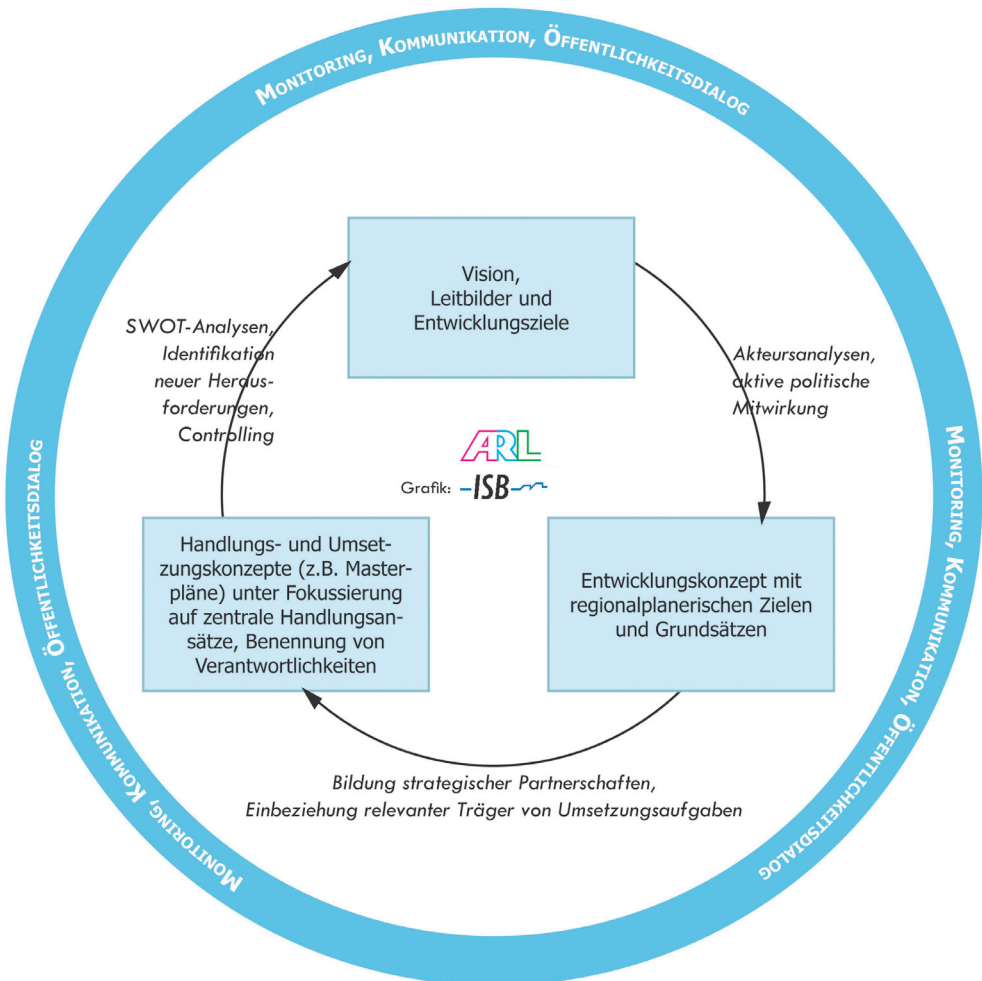 MONITORING, KOMMUNIKATION, ÖFFENTLICHKEITSDIALOG
Vision,
Leitbilder und
Entwicklungsziele
SWOT-Analysen,
Identifikation
neuer Heraus-
forderungen,
Controlling
Akteursanalysen,
aktive politische
Mitwirkung
ARL
Grafik: ISB
Handlungs- und Umset-
zungskonzepte (z.B. Master-
pläne) unter Fokussierung
auf zentrale Handlungsan-
sätze, Benennung von
Verantwortlichkeiten
Entwicklungskonzept mit
regionalplanerischen Zielen
und Grundsätzen
Bildung strategischer Partnerschaften,
Einbeziehung relevanter Träger von Umsetzungsaufgaben
MONITORING, KOMMUNIKATION, ÖFFENTLICHKEITSDIALOG
MONITORING, KOMMUNIKATION, ÖFFENTLICHKEITSDIALOG